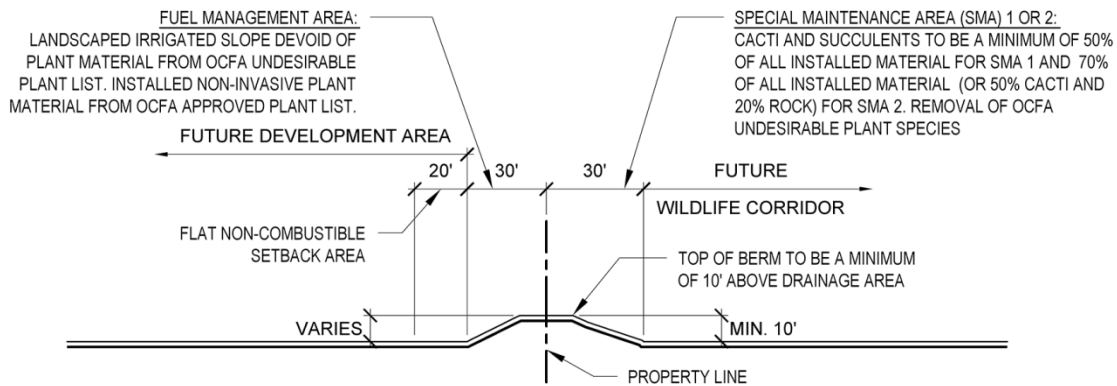 FUEL MANAGEMENT AREA:
LANDSCAPED IRRIGATED SLOPE DEVOID OF
PLANT MATERIAL FROM OCFA UNDESIRABLE
PLANT LIST. INSTALLED NON-INVASIVE PLANT
MATERIAL FROM OCFA APPROVED PLANT LIST.
SPECIAL MAINTENANCE AREA (SMA) 1 OR 2:
CACTI AND SUCCULENTS TO BE A MINIMUM OF 50%
OF ALL INSTALLED MATERIAL FOR SMA 1 AND 70%
OF ALL INSTALLED MATERIAL (OR 50% CACTI AND
20% ROCK) FOR SMA 2. REMOVAL OF OCFA
UNDESIRABLE PLANT SPECIES
FUTURE DEVELOPMENT AREA
20'
30'
30'
FUTURE
WILDLIFE CORRIDOR
FLAT NON-COMBUSTIBLE
SETBACK AREA
TOP OF BERM TO BE A MINIMUM
OF 10' ABOVE DRAINAGE AREA
VARIES
MIN. 10'
PROPERTY LINE